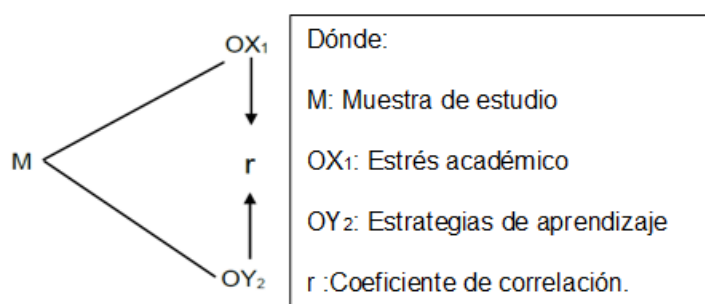 OX₁
M
r
OY₂
Dónde:
M: Muestra de estudio
OX₁: Estrés académico
OY₂: Estrategias de aprendizaje
r :Coeficiente de correlación.